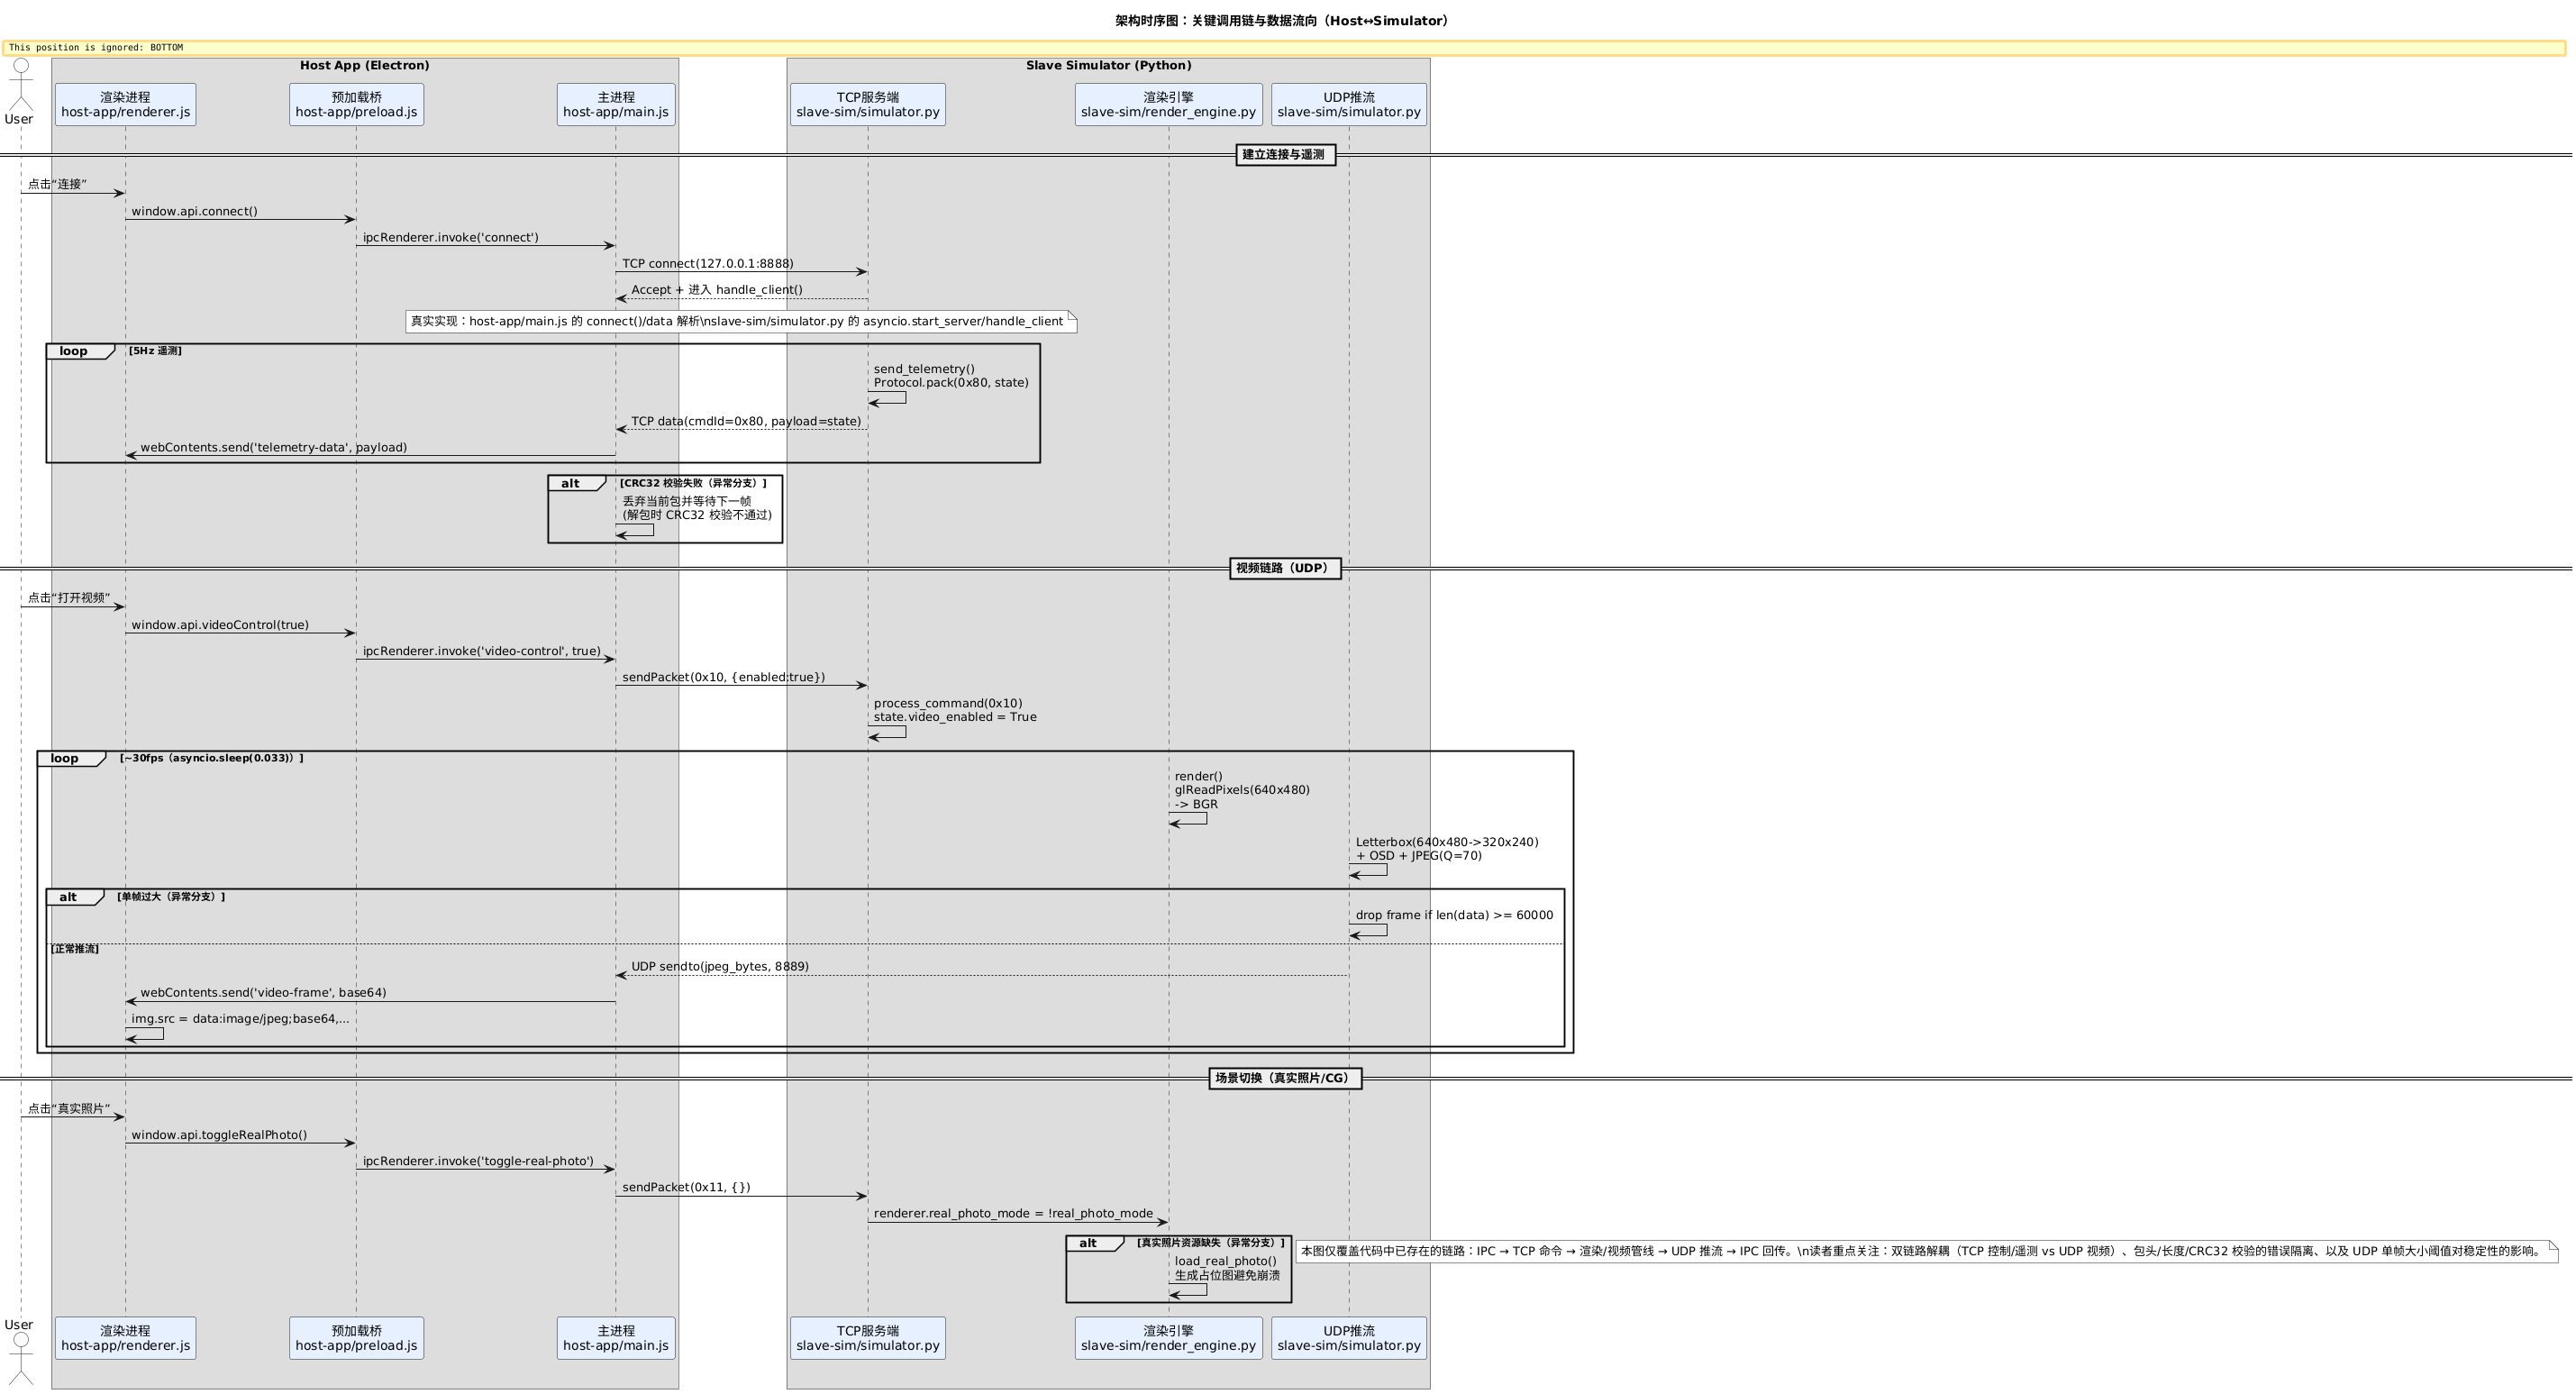 架构时序图：关键调用链与数据流向（Host↔Simulator）
This position is ignored: BOTTOM
Host App (Electron)
Slave Simulator (Python)
User
渲染进程
host-app/renderer.js
预加载桥
host-app/preload.js
主进程
host-app/main.js
TCP服务端
slave-sim/simulator.py
渲染引擎
slave-sim/render_engine.py
UDP推流
slave-sim/simulator.py
建立连接与遥测
点击“连接”
window.api.connect()
ipcRenderer.invoke('connect')
TCP connect(127.0.0.1:8888)
Accept + 进入 handle_client()
真实实现：host-app/main.js 的 connect()/data 解析\nslave-sim/simulator.py 的 asyncio.start_server/handle_client
loop [5Hz 遥测]
send_telemetry()
Protocol.pack(0x80, state)
TCP data(cmdId=0x80, payload=state)
webContents.send('telemetry-data', payload)
alt [CRC32 校验失败（异常分支）]
丢弃当前包并等待下一帧
(解包时 CRC32 校验不通过)
视频链路（UDP）
点击“打开视频”
window.api.videoControl(true)
ipcRenderer.invoke('video-control', true)
sendPacket(0x10, {enabled:true})
process_command(0x10)
state.video_enabled = True
loop [~30fps（asyncio.sleep(0.033)）]
render()
glReadPixels(640x480)
-> BGR
Letterbox(640x480->320x240)
+ OSD + JPEG(Q=70)
alt [单帧过大（异常分支）]
drop frame if len(data) >= 60000
[正常推流]
UDP sendto(jpeg_bytes, 8889)
webContents.send('video-frame', base64)
img.src = data:image/jpeg;base64,...
场景切换（真实照片/CG）
点击“真实照片”
window.api.toggleRealPhoto()
ipcRenderer.invoke('toggle-real-photo')
sendPacket(0x11, {})
renderer.real_photo_mode = !real_photo_mode
alt [真实照片资源缺失（异常分支）]
load_real_photo()
生成占位图避免崩溃
本图仅覆盖代码中已存在的链路：IPC → TCP 命令 → 渲染/视频管线 → UDP 推流 → IPC 回传。\n读者重点关注：双链路解耦（TCP 控制/遥测 vs UDP 视频）、包头/长度/CRC32 校验的错误隔离、以及 UDP 单帧大小阈值对稳定性的影响。
User
渲染进程
host-app/renderer.js
预加载桥
host-app/preload.js
主进程
host-app/main.js
TCP服务端
slave-sim/simulator.py
渲染引擎
slave-sim/render_engine.py
UDP推流
slave-sim/simulator.py